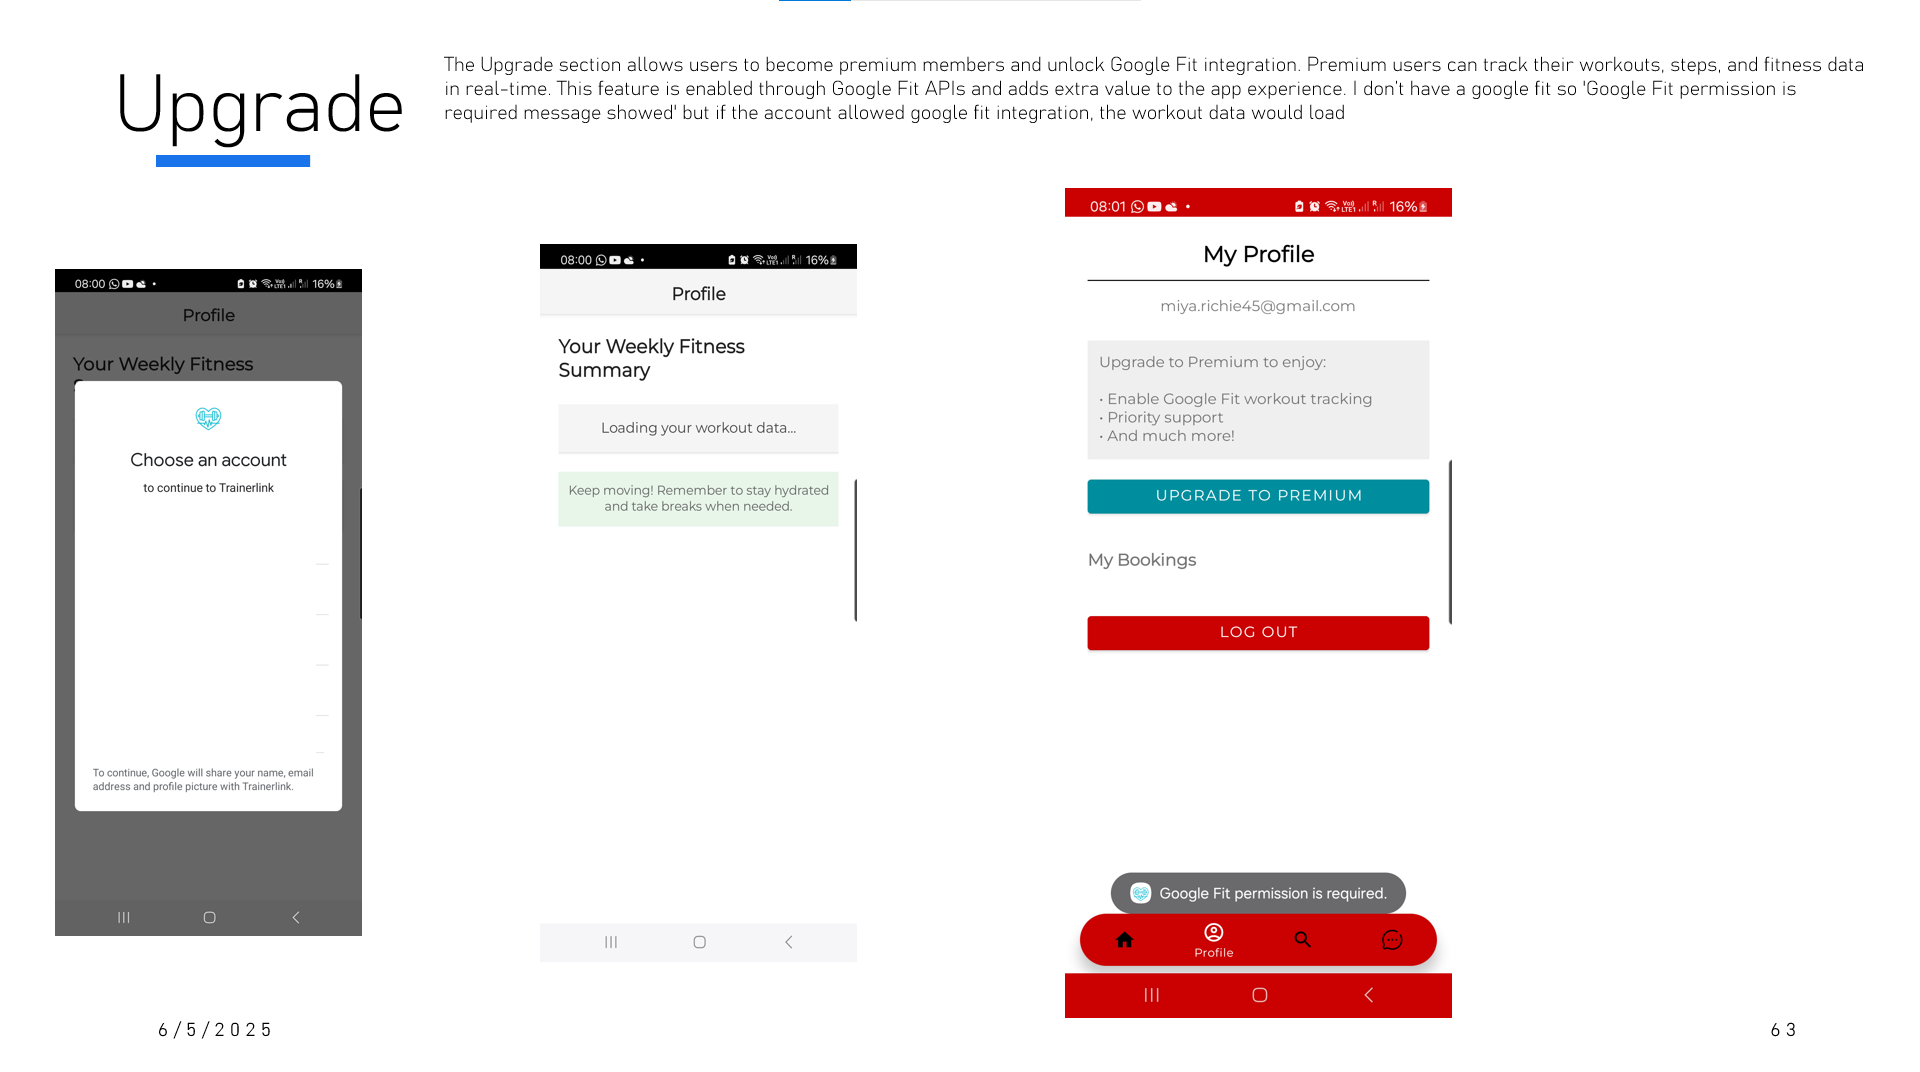 Upgrade
The Upgrade section allows users to become premium members and unlock Google Fit integration. Premium users can track their workouts, steps, and fitness data
in real-time. This feature is enabled through Google Fit APIs and adds extra value to the app experience. I don't have a google fit so 'Google Fit permission is
required message showed' but if the account allowed google fit integration, the workout data would load
08:00 16%
Profile
Your Weekly Fitness
Choose an account
to continue to Trainerlink
To continue, Google will share your name, email
address and profile picture with Trainerlink.
08:00 16%
Profile
Your Weekly Fitness
Summary
Loading your workout data...
Keep moving! Remember to stay hydrated
and take breaks when needed.
08:01 16%
My Profile
miya.richie45@gmail.com
Upgrade to Premium to enjoy:
• Enable Google Fit workout tracking
• Priority support
• And much more!
UPGRADE TO PREMIUM
My Bookings
LOG OUT
Google Fit permission is required.
Profile
6/5/2025
63